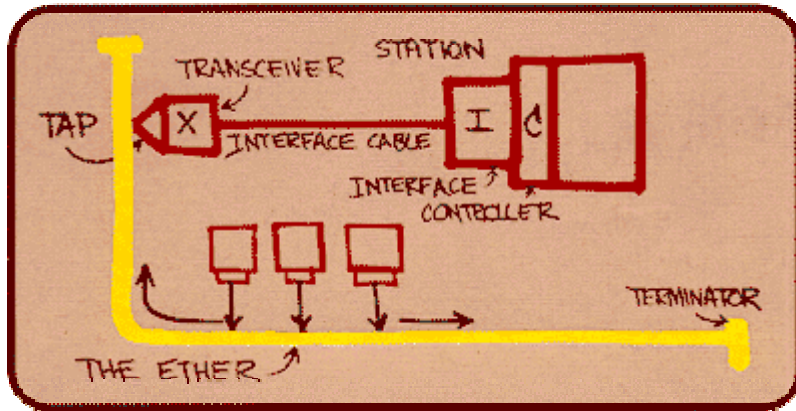 STATION
TRANSCEIVER
TAP
X
I
C
INTERFACE CABLE
INTERFACE
CONTROLLER
TERMINATOR
THE ETHER